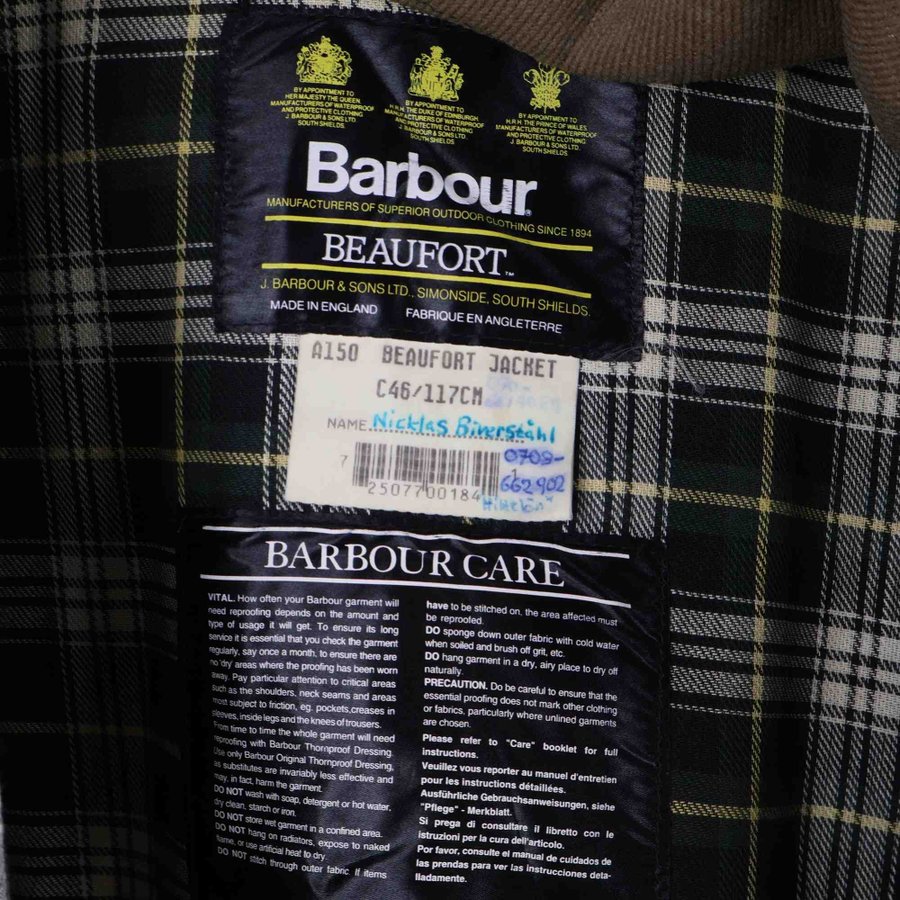 BY APPOINTMENT TO
HER MAJESTY THE QUEEN
MANUFACTURERS OF WATERPROOF
AND PROTECTIVE CLOTHING
J. BARBOUR & SONS LTD
SOUTH SHIELDS.
BY APPOINTMENT TO
H.R.H. THE DUKE OF EDINBURGH
MANUFACTURERS OF WATERPROOF
AND PROTECTIVE CLOTHING
J. BARBOUR & SONS LTD
SOUTH SHIELDS.
BY APPOINTMENT TO
H.R.H. THE PRINCE OF WALES
MANUFACTURERS OF WATERPROOF
AND PROTECTIVE CLOTHING
J. BARBOUR & SONS LTD
SOUTH SHIELDS.
Barbour®
MANUFACTURERS OF SUPERIOR OUTDOOR CLOTHING SINCE 1894
BEAUFORT™
J. BARBOUR & SONS LTD., SIMONSIDE, SOUTH SHIELDS.
MADE IN ENGLAND FABRIQUE EN ANGLETERRE
A150 BEAUFORT JACKET
C46/117CM
NAME Nicklas Biverståhl
0709-
7 25077 00184 1
662902
BARBOUR CARE
VITAL. How often your Barbour garment will
need reproofing depends on the amount and
type of usage it will get. To ensure its long
service it is essential that you check the garment
regularly, say once a month, to ensure there are
no 'dry' areas where the proofing has been worn
away. Pay particular attention to critical areas
such as the shoulders, neck seams and areas
most subject to friction, eg. pockets,creases in
sleeves, inside legs and the knees of trousers.
From time to time the whole garment will need
reproofing with Barbour Thornproof Dressing.
Use only Barbour Original Thornproof Dressing,
as substitutes are invariably less effective and
may, in fact, harm the garment.
DO NOT wash with soap, detergent or hot water,
dry clean, starch or iron.
DO NOT store wet garment in a confined area.
DO NOT hang on radiators, expose to naked
flame, or use artificial heat to dry.
DO NOT stitch through outer fabric. If items
have to be stitched on, the area affected must
be reproofed.
DO sponge down outer fabric with cold water
when soiled and brush off grit, etc.
DO hang garment in a dry, airy place to dry off
naturally.
PRECAUTION. Do be careful to ensure that the
essential proofing does not mark other clothing
or fabrics, particularly where unlined garments
are chosen.
Please refer to "Care" booklet for full
instructions.
Veuillez vous reporter au manuel d'entretien
pour les instructions détaillées.
Ausführliche Gebrauchsanweisungen, siehe
"Pflege" - Merkblatt.
Si prega di consultare il libretto con le
istruzioni per la cura dell'articolo.
Por favor, consulte el manual de cuidados de
las prendas para ver las instrucciones deta-
lladamente.